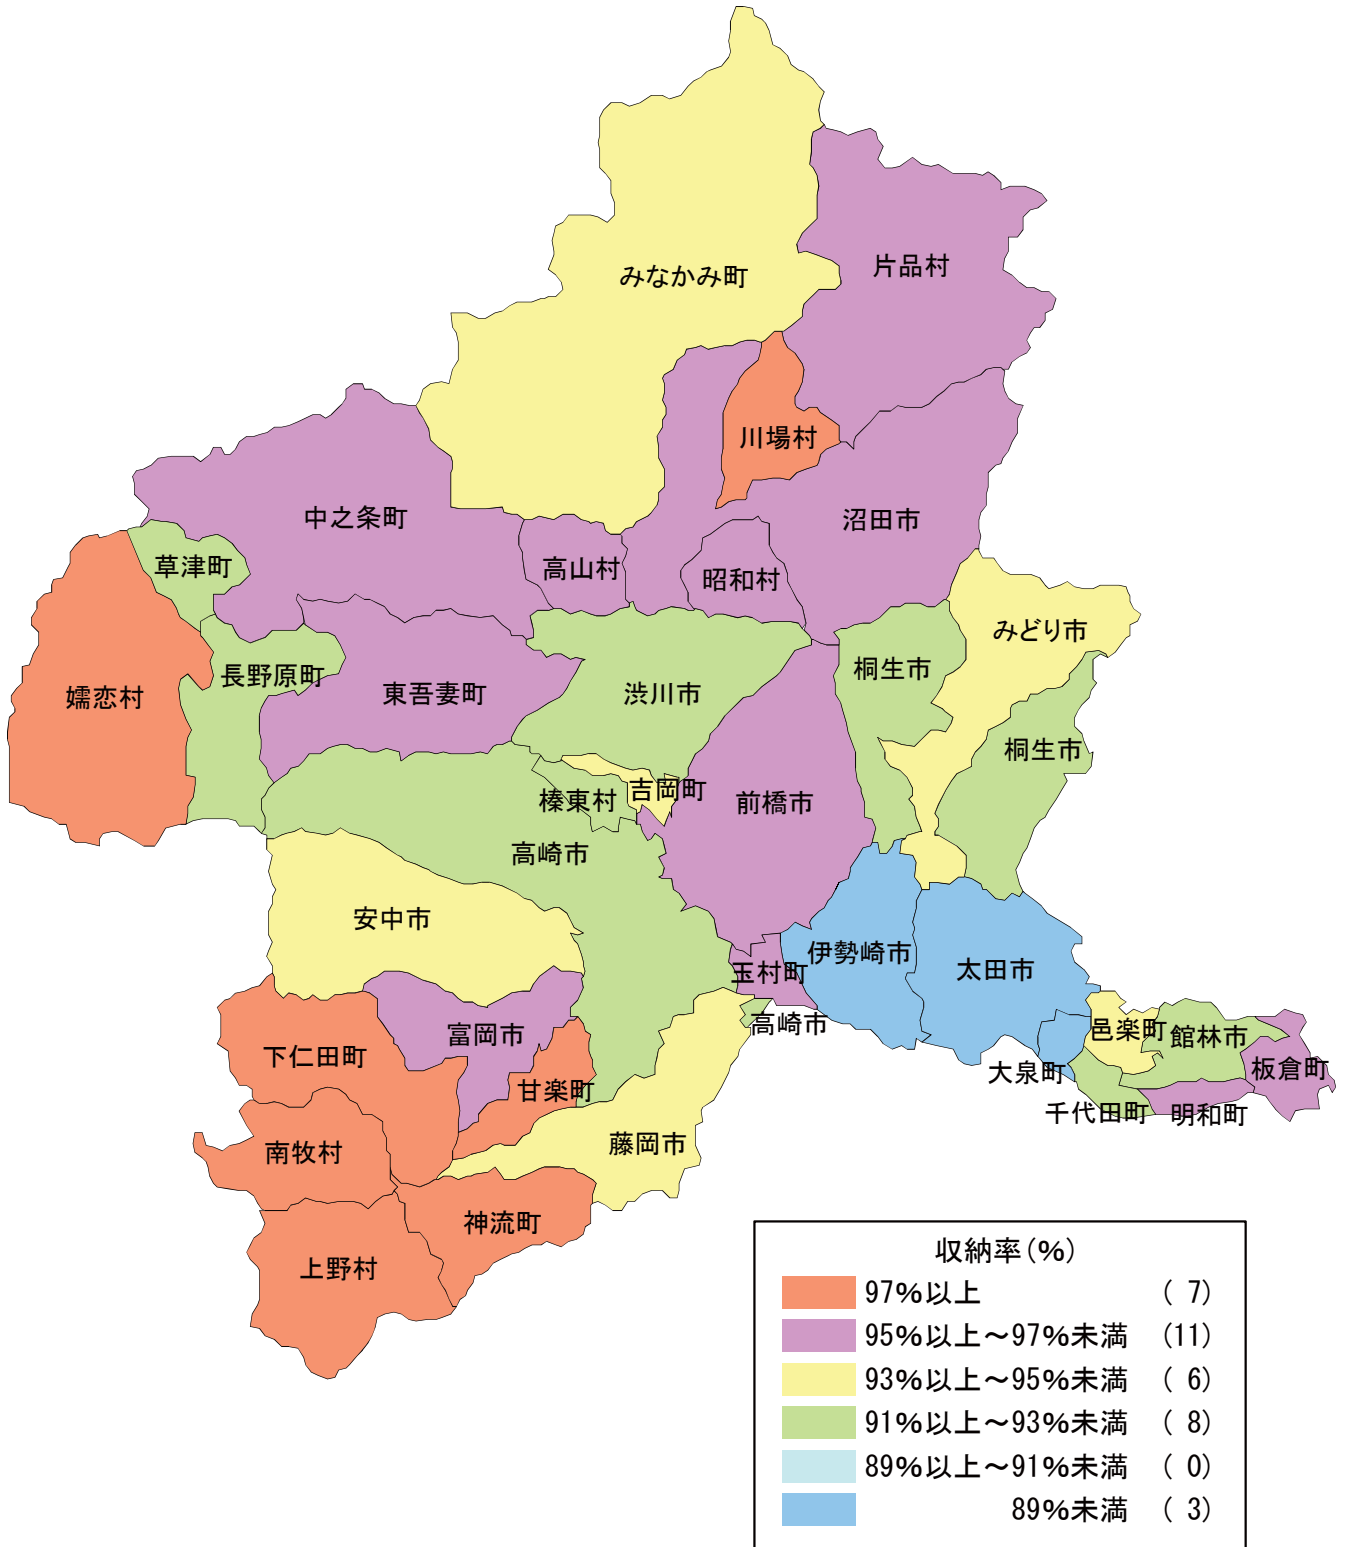 みなかみ町
片品村
川場村
中之条町
沼田市
高山村
草津町
昭和村
みどり市
桐生市
長野原町
東吾妻町
渋川市
嬬恋村
桐生市
吉岡町
榛東村
前橋市
高崎市
安中市
伊勢崎市
太田市
玉村町
高崎市
富岡市
邑楽町
館林市
下仁田町
大泉町
板倉町
甘楽町
千代田町
明和町
藤岡市
南牧村
神流町
上野村
収納率(%)
97%以上 ( 7)
95%以上～97%未満 (11)
93%以上～95%未満 ( 6)
91%以上～93%未満 ( 8)
89%以上～91%未満 ( 0)
89%未満 ( 3)